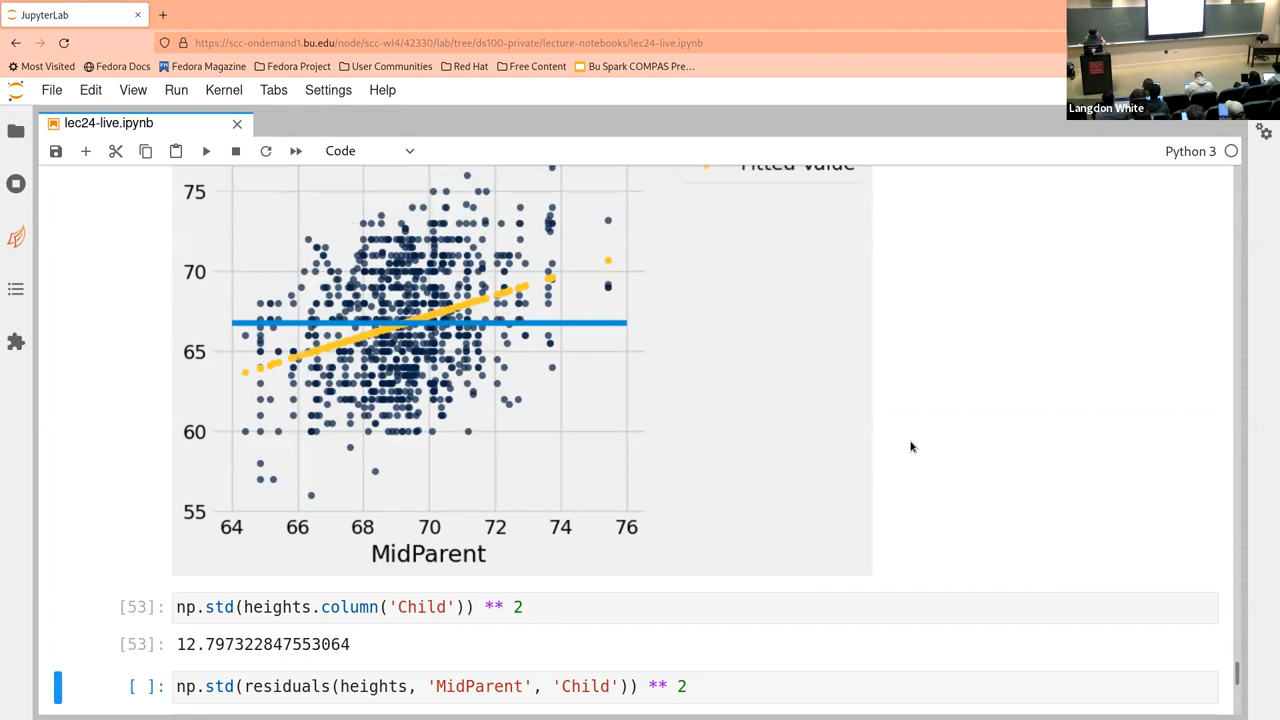 JupyterLab
https://scc-ondemand1.bu.edu/node/scc-wl4/42330/lab/tree/ds100-private/lecture-notebooks/lec24-live.ipynb
Most Visited Fedora Docs Fedora Magazine Fedora Project User Communities Red Hat Free Content Bu Spark COMPAS Pre…
Langdon White
File Edit View Run Kernel Tabs Settings Help
lec24-live.ipynb
Code
Python 3
Fitted Value
75
70
65
60
55
64 66 68 70 72 74 76
MidParent
[53]: np.std(heights.column('Child')) ** 2
[53]: 12.797322847553064
[ ]: np.std(residuals(heights, 'MidParent', 'Child')) ** 2